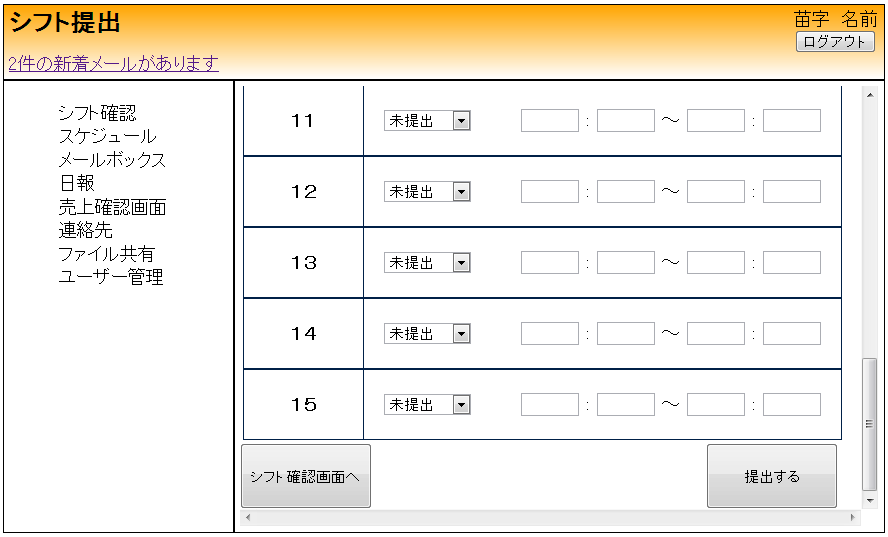 シフト提出
苗字 名前
ログアウト
2件の新着メールがあります
シフト確認
スケジュール
メールボックス
日報
売上確認画面
連絡先
ファイル共有
ユーザー管理
11 未提出 : ～ :
12 未提出 : ～ :
13 未提出 : ～ :
14 未提出 : ～ :
15 未提出 : ～ :
シフト確認画面へ
提出する